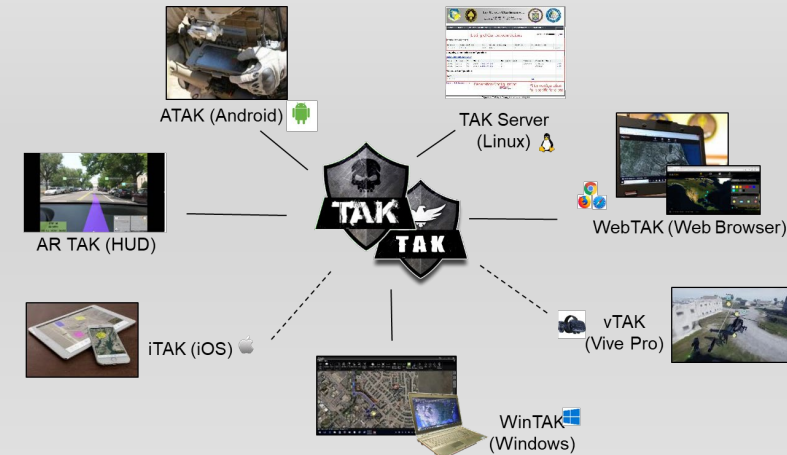 ATAK (Android)
TAK Server
(Linux)
AR TAK (HUD)
TAK
TAK
WebTAK (Web Browser)
iTAK (iOS)
vTAK
(Vive Pro)
WinTAK
(Windows)